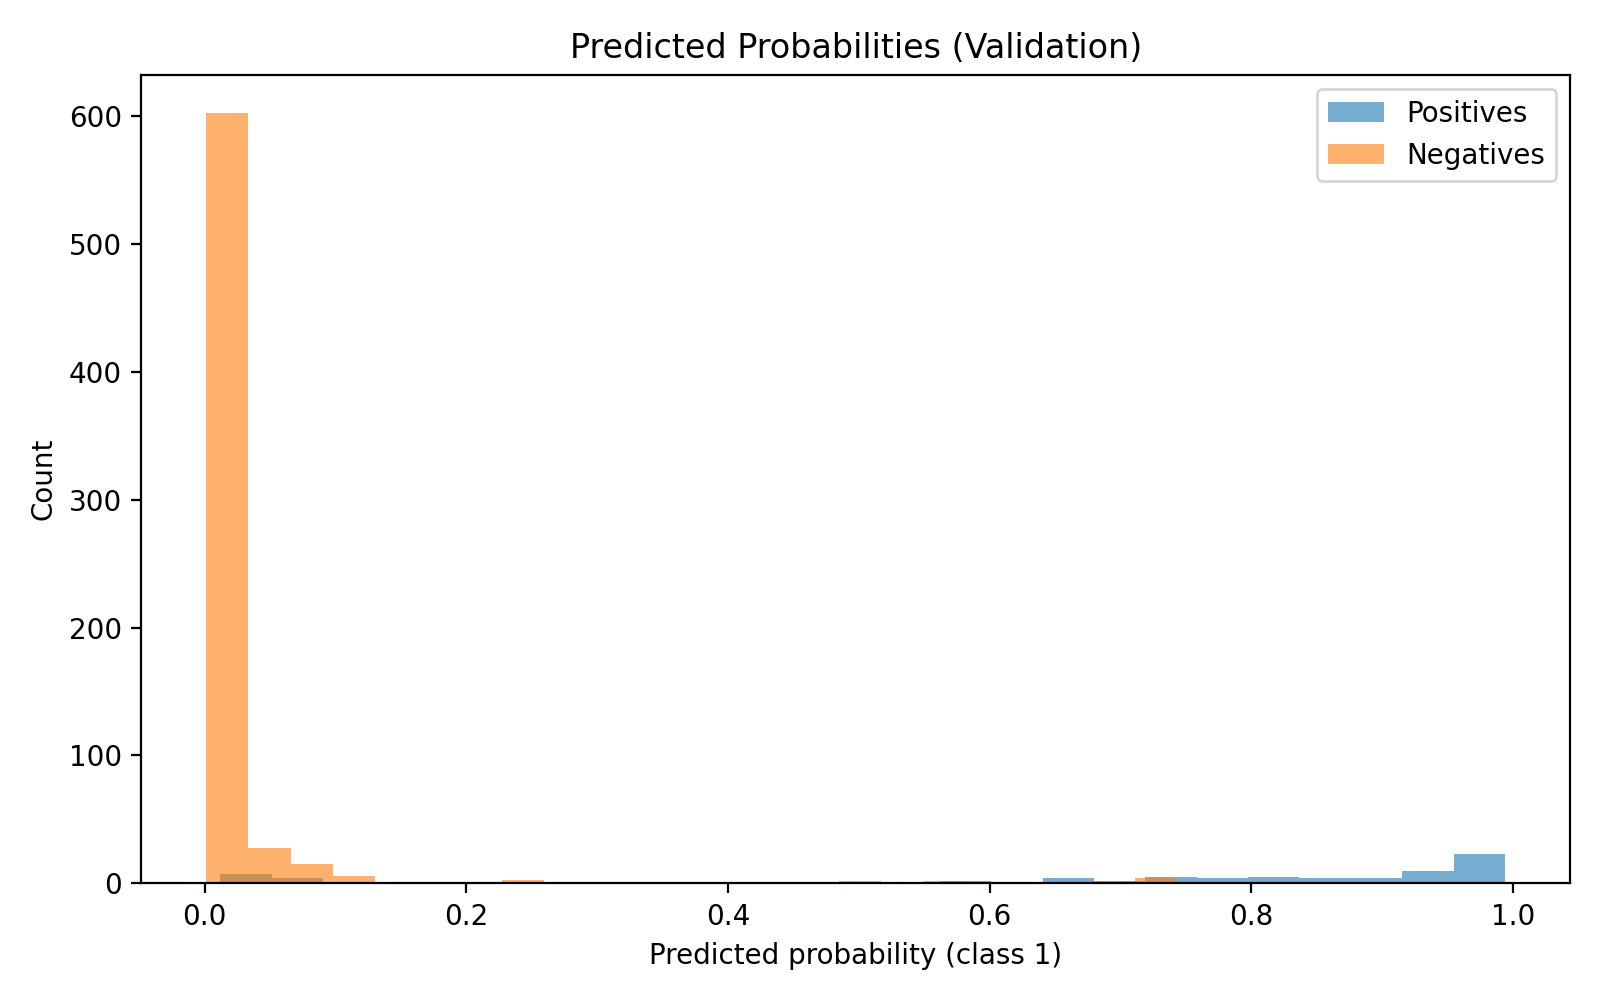 Predicted Probabilities (Validation)
Positives
Negatives
600
500
400
300
200
100
0
Count
0.0 0.2 0.4 0.6 0.8 1.0
Predicted probability (class 1)